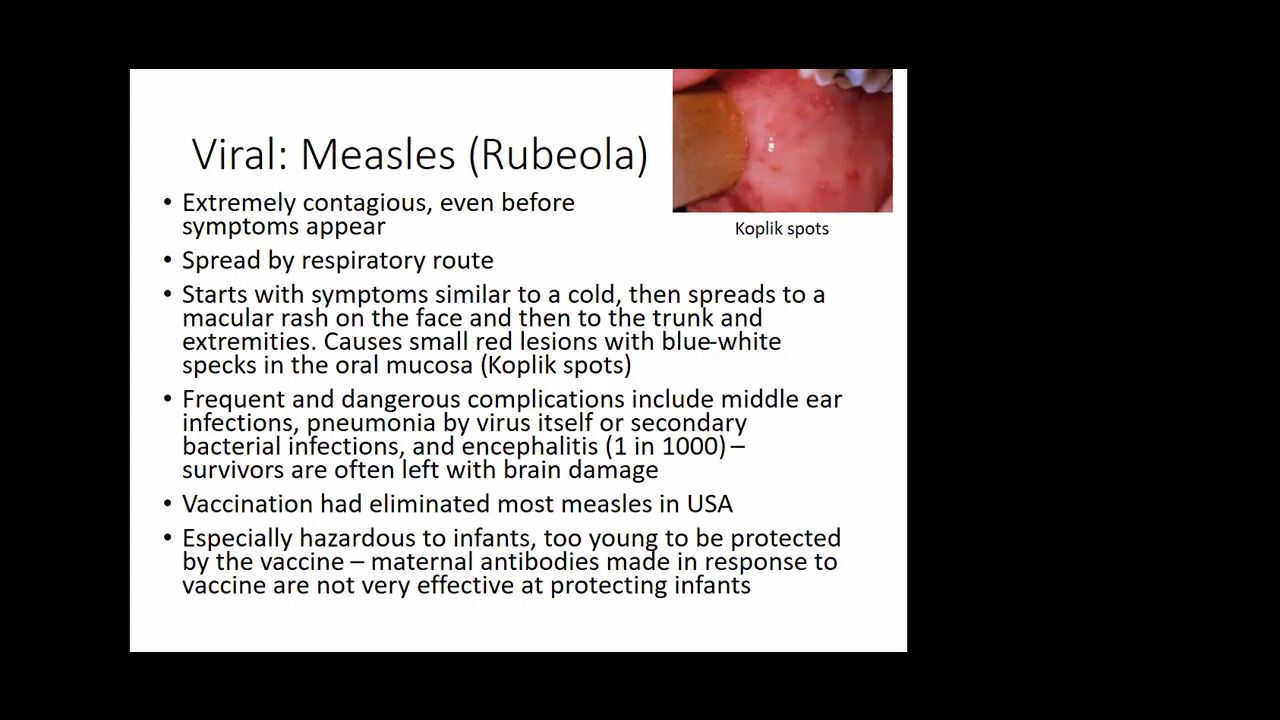 Viral: Measles (Rubeola)
Koplik spots
• Extremely contagious, even before
symptoms appear
• Spread by respiratory route
• Starts with symptoms similar to a cold, then spreads to a
macular rash on the face and then to the trunk and
extremities. Causes small red lesions with blue-white
specks in the oral mucosa (Koplik spots)
• Frequent and dangerous complications include middle ear
infections, pneumonia by virus itself or secondary
bacterial infections, and encephalitis (1 in 1000) –
survivors are often left with brain damage
• Vaccination had eliminated most measles in USA
• Especially hazardous to infants, too young to be protected
by the vaccine – maternal antibodies made in response to
vaccine are not very effective at protecting infants